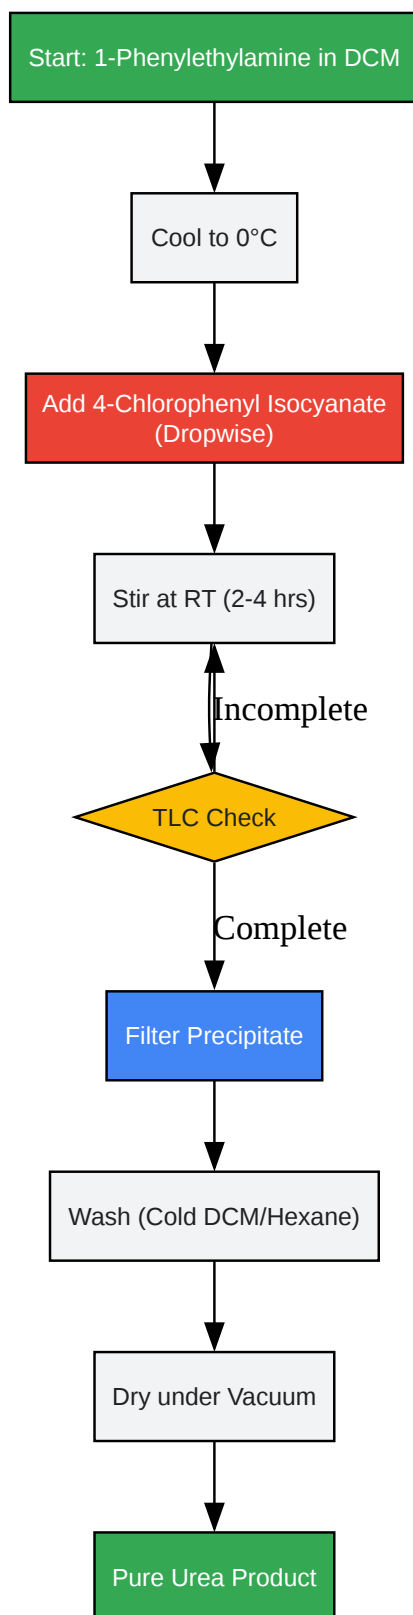 Start: 1-Phenylethylamine in DCM
Cool to 0°C
Add 4-Chlorophenyl Isocyanate
(Dropwise)
Stir at RT (2-4 hrs)
Incomplete
TLC Check
Complete
Filter Precipitate
Wash (Cold DCM/Hexane)
Dry under Vacuum
Pure Urea Product